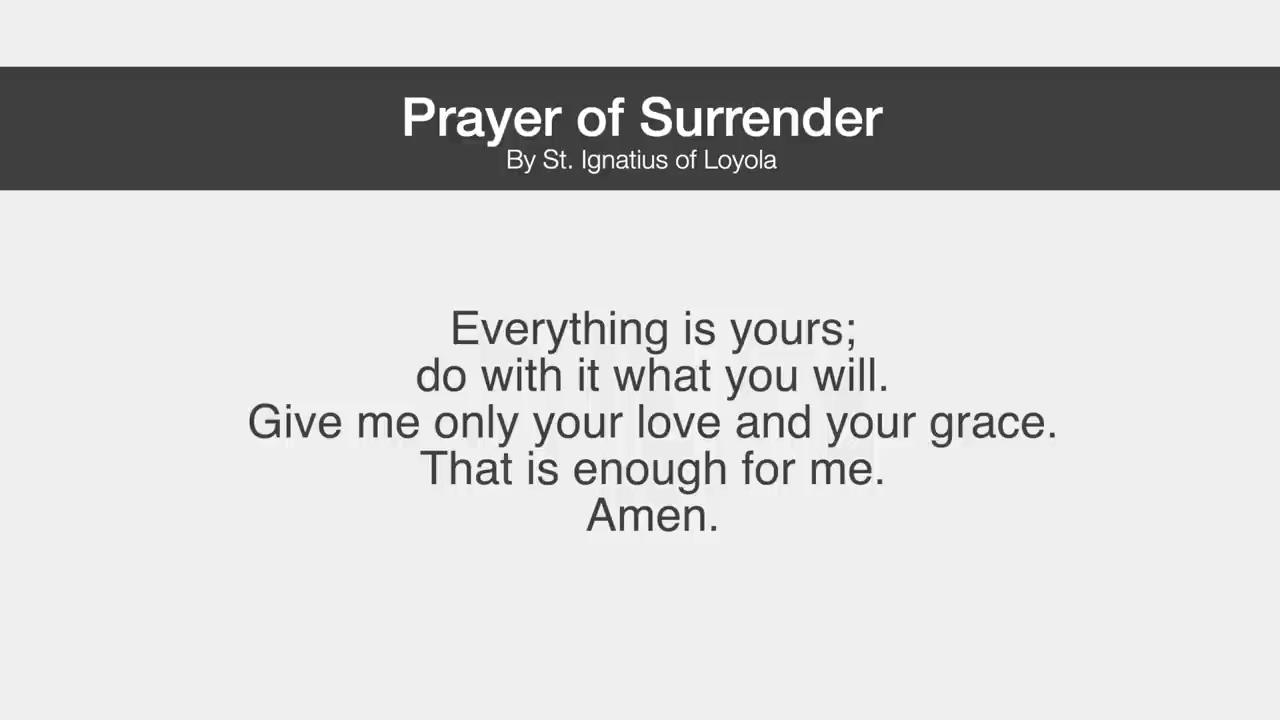 Prayer of Surrender
By St. Ignatius of Loyola
Everything is yours;
do with it what you will.
Give me only your love and your grace.
That is enough for me.
Amen.